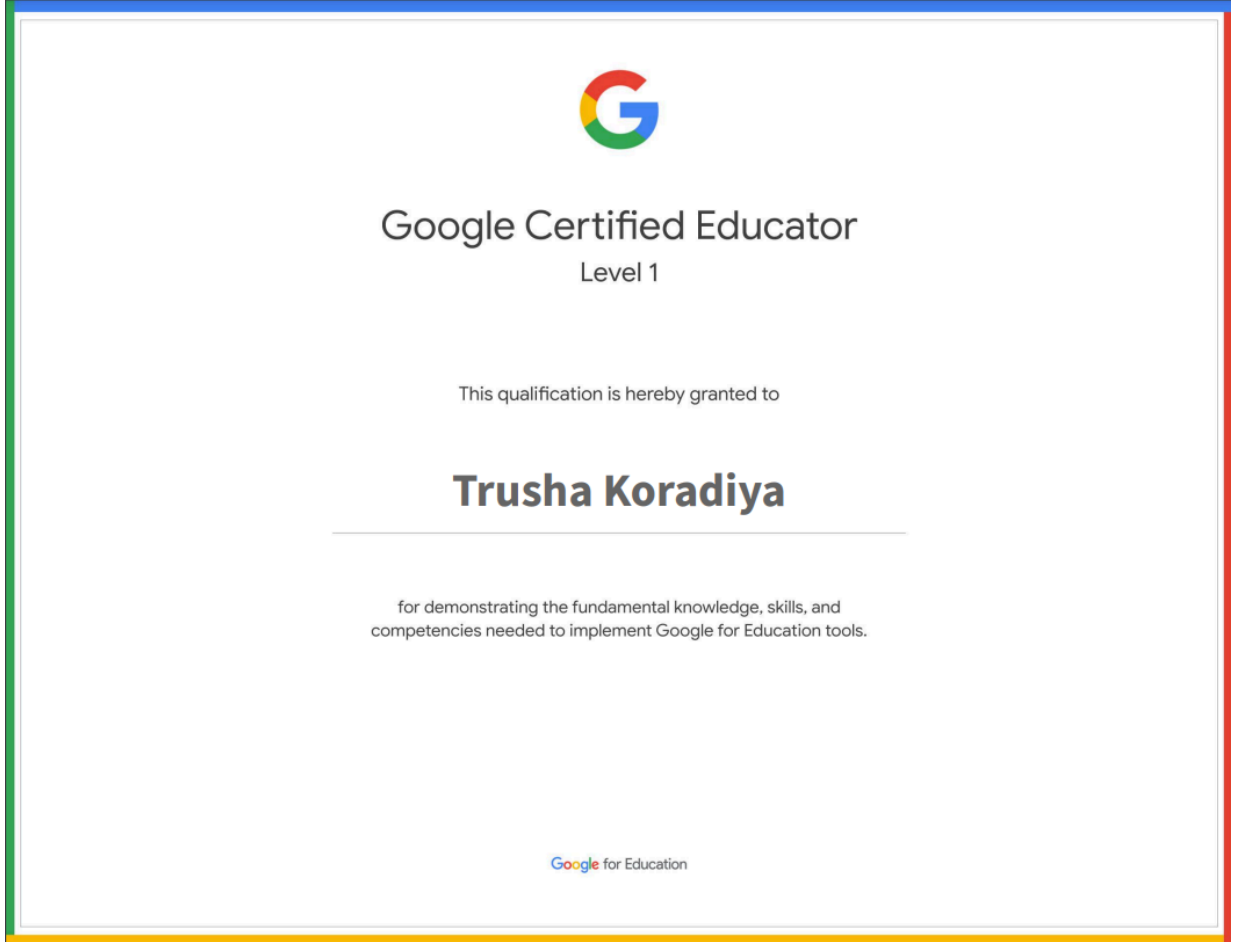 Google Certified Educator
Level 1
This qualification is hereby granted to
Trusha Koradiya
for demonstrating the fundamental knowledge, skills, and
competencies needed to implement Google for Education tools.
Google for Education